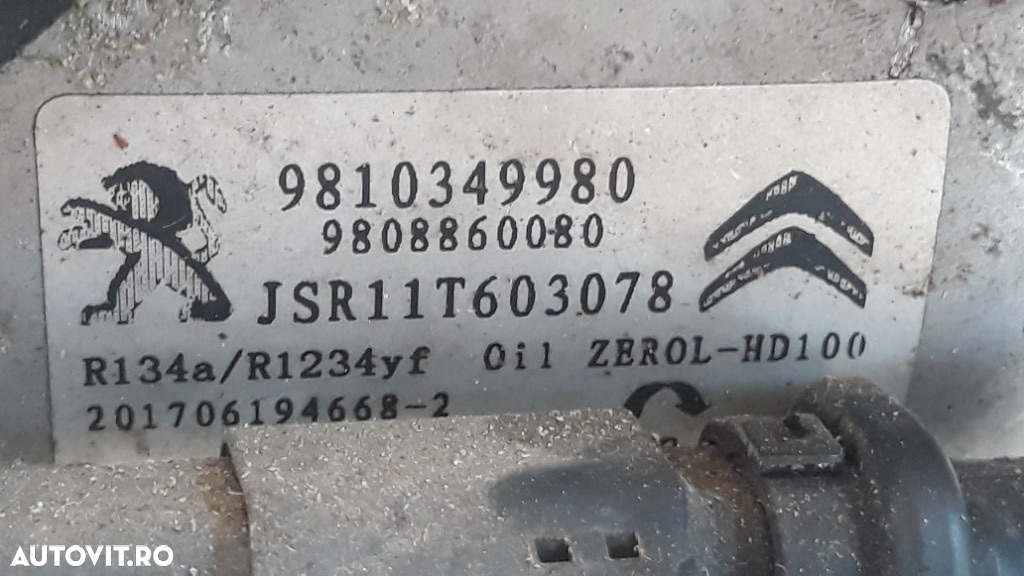 9810349980
9808860080
JSR11T603078
R134a/R1234yf Oil ZEROL-HD100
201706194668-2
AUTOVIT.RO